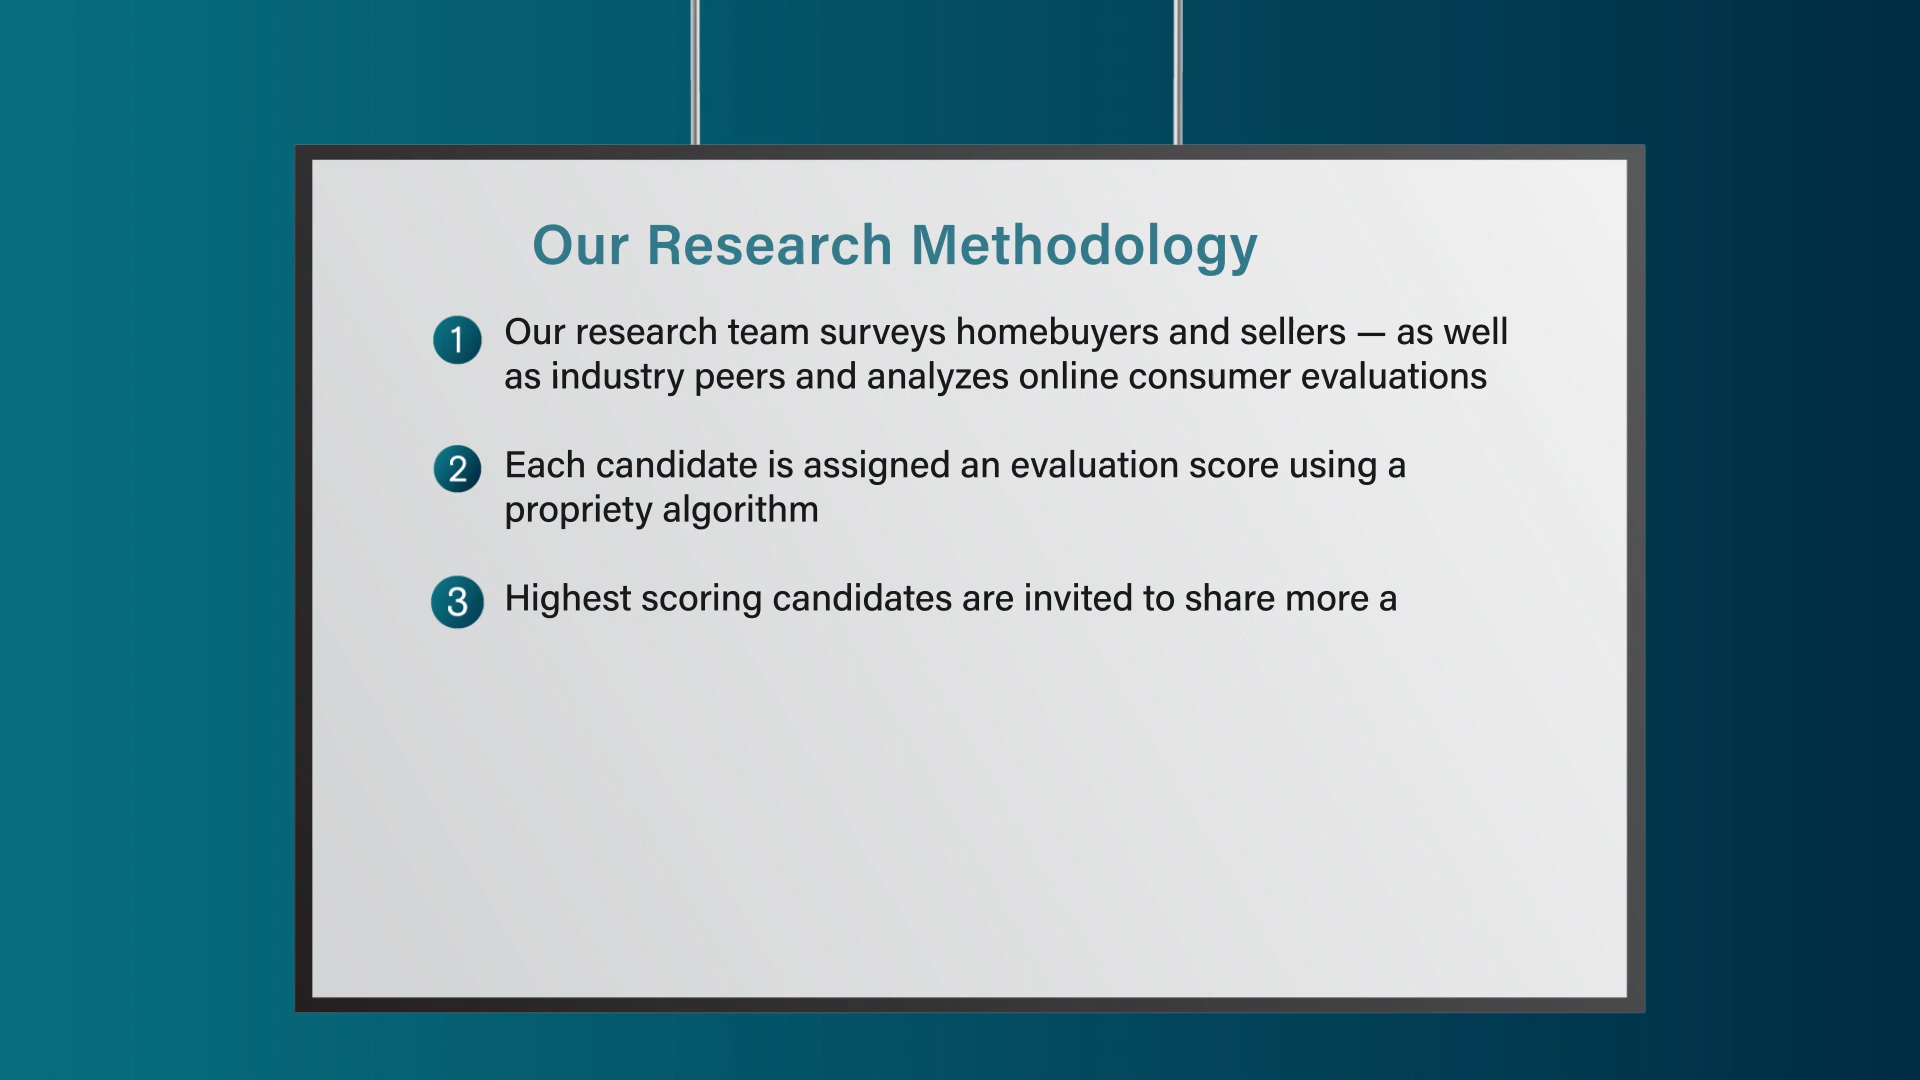 Our Research Methodology
1 Our research team surveys homebuyers and sellers — as well
as industry peers and analyzes online consumer evaluations
2 Each candidate is assigned an evaluation score using a
propriety algorithm
3 Highest scoring candidates are invited to share more a